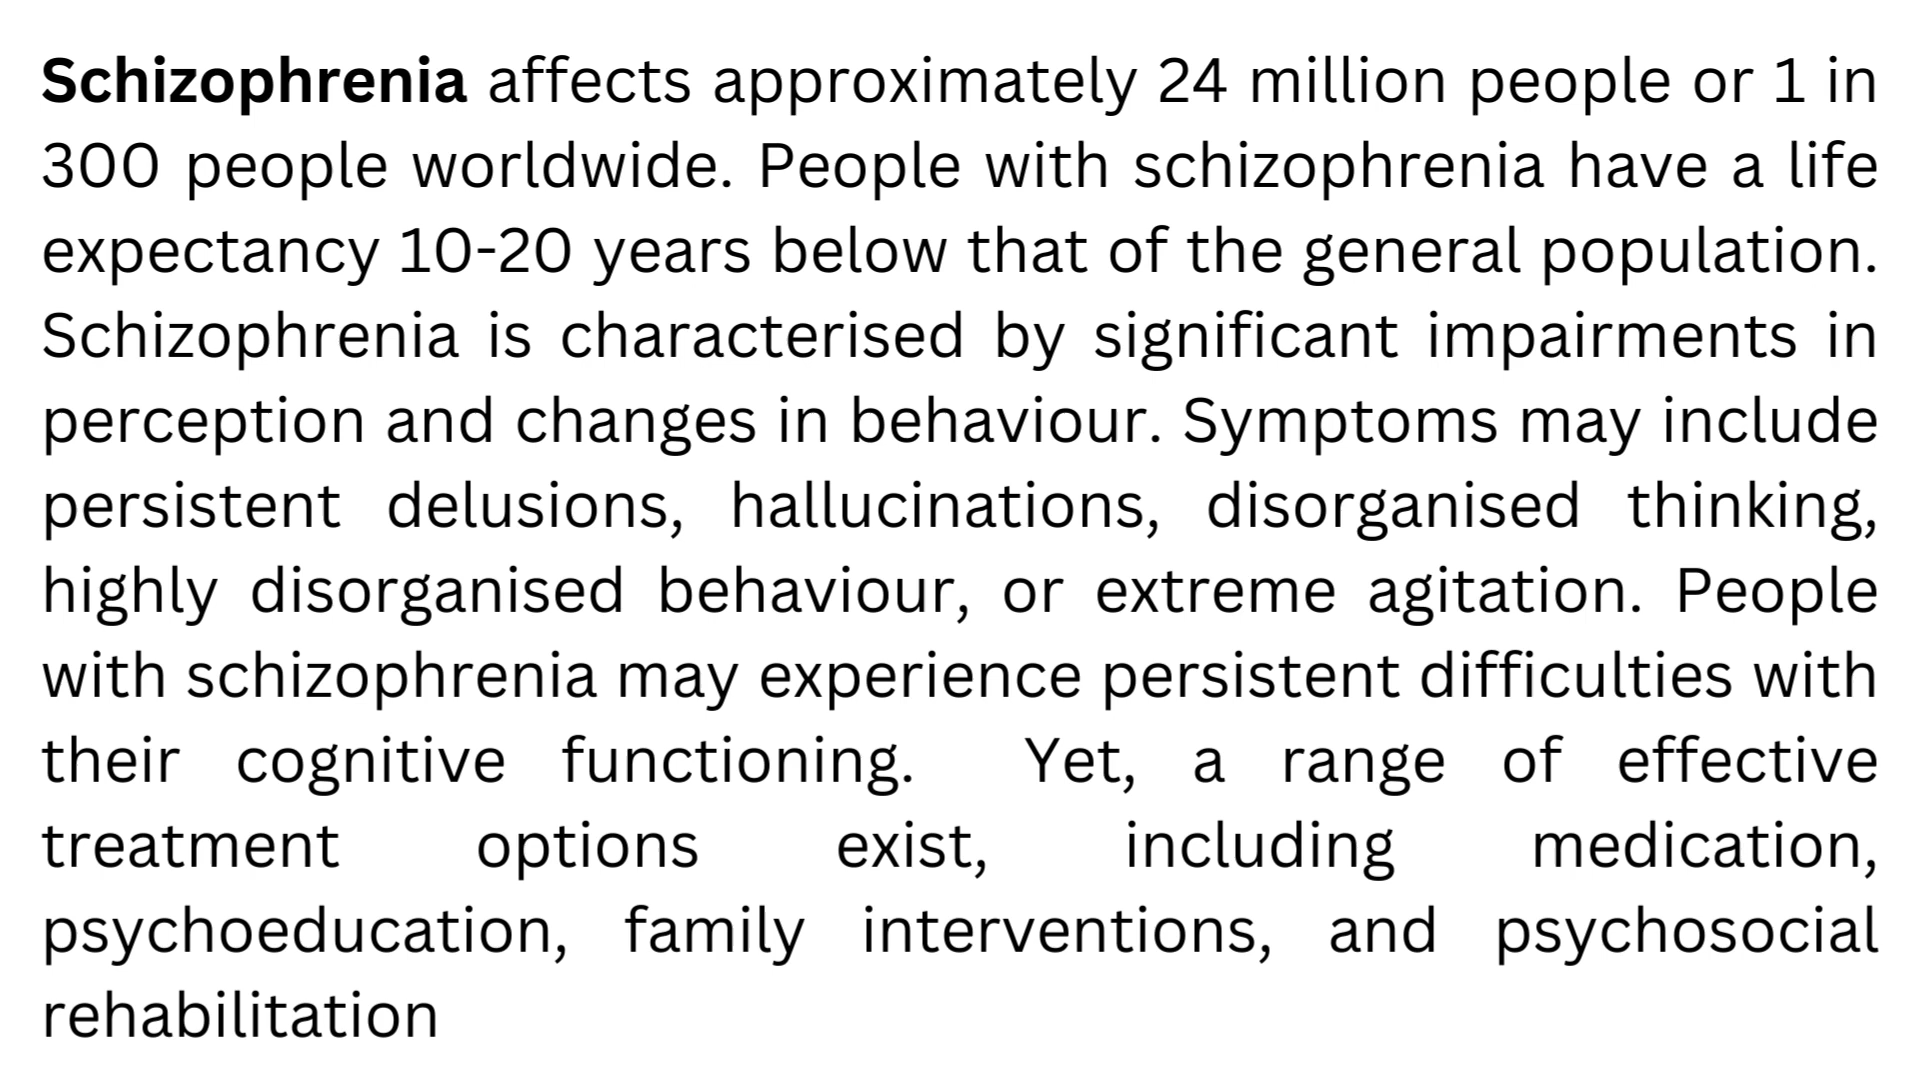 Schizophrenia affects approximately 24 million people or 1 in
300 people worldwide. People with schizophrenia have a life
expectancy 10-20 years below that of the general population.
Schizophrenia is characterised by significant impairments in
perception and changes in behaviour. Symptoms may include
persistent delusions, hallucinations, disorganised thinking,
highly disorganised behaviour, or extreme agitation. People
with schizophrenia may experience persistent difficulties with
their cognitive functioning. Yet, a range of effective
treatment options exist, including medication,
psychoeducation, family interventions, and psychosocial
rehabilitation